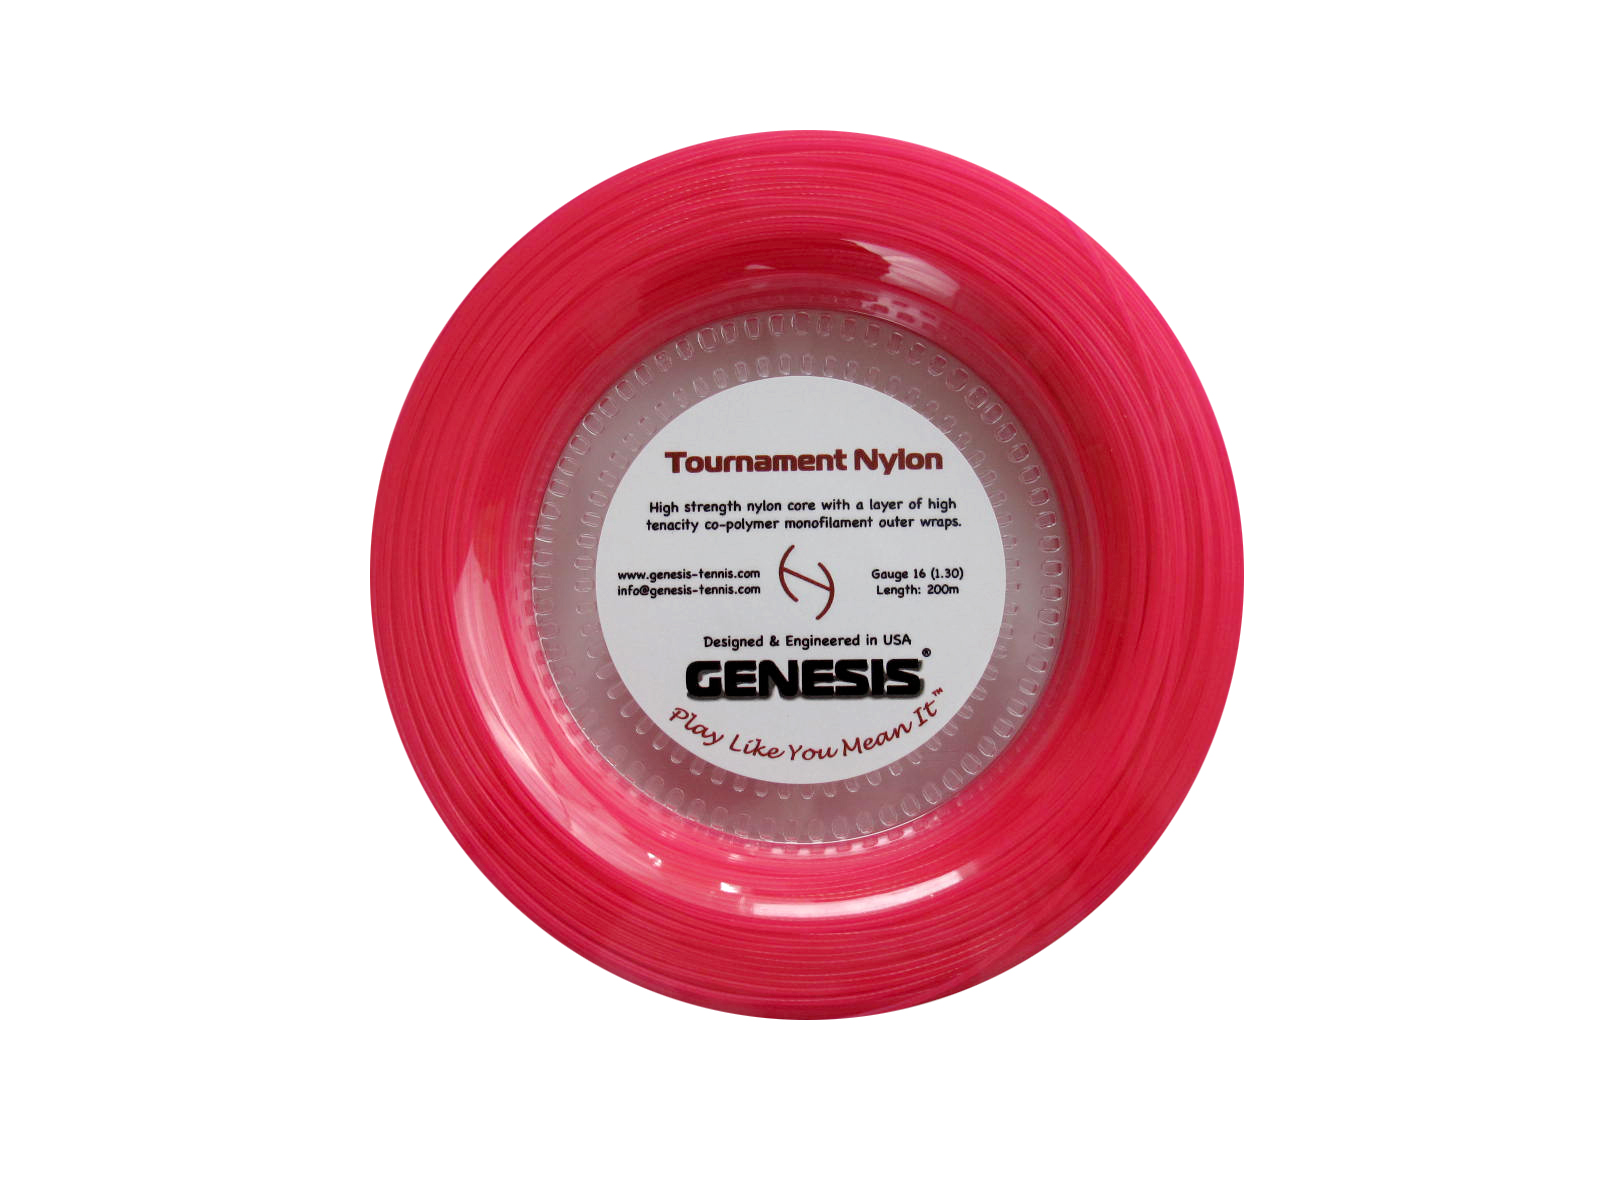 Tournament Nylon
High strength nylon core with a layer of high
tenacity co-polymer monofilament outer wraps.
www.genesis-tennis.com
info@genesis-tennis.com
Gauge 16 (1.30)
Length: 200m
Designed & Engineered in USA
GENESIS®
Play Like You Mean It™